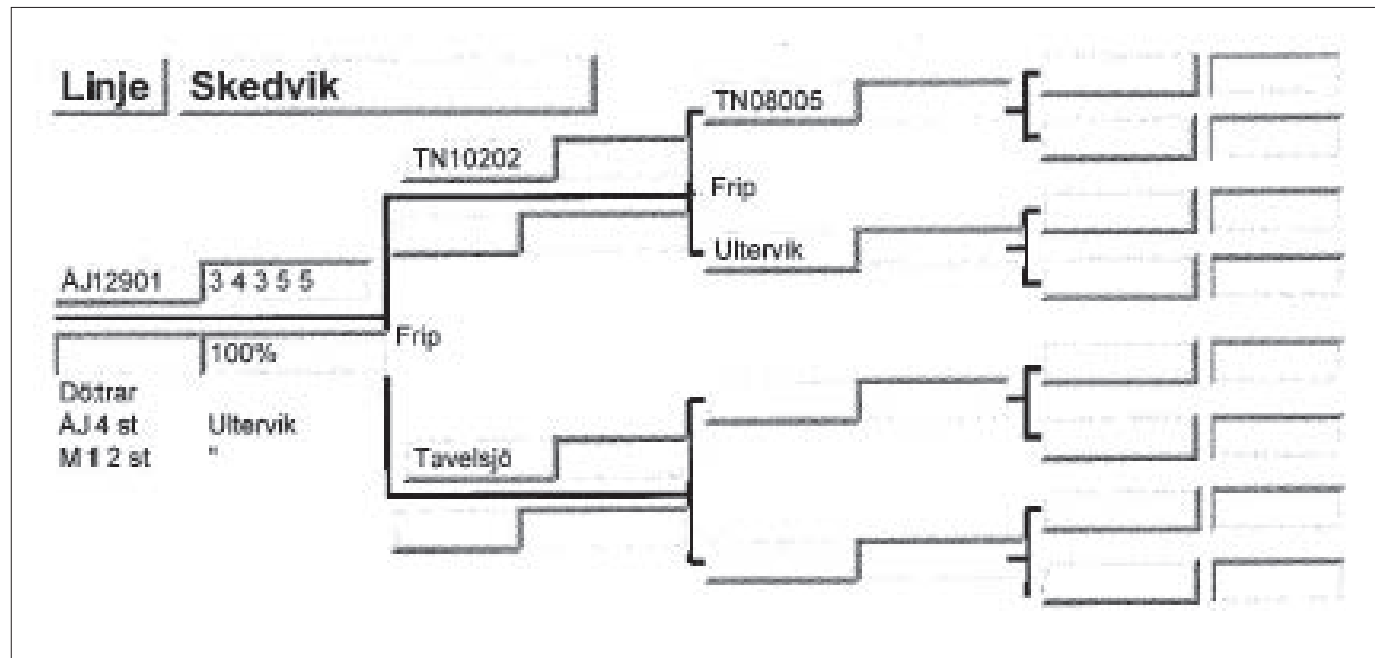 Linje Skedvik
TN08005
TN10202
Frip
Ultervik
ÅJ12901 3 4 3 5 5
Frip
100%
Döttrar
ÅJ 4 st Ultervik
M 1 2 st "
Tavelsjö